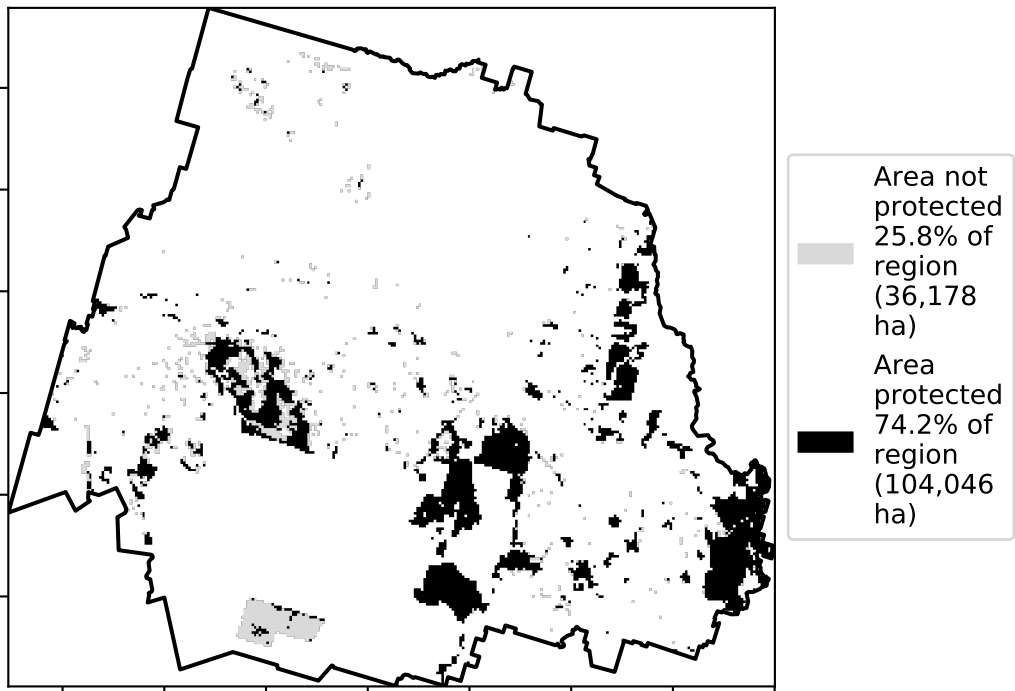 Area not
protected
25.8% of
region
(36,178
ha)
Area
protected
74.2% of
region
(104,046
ha)